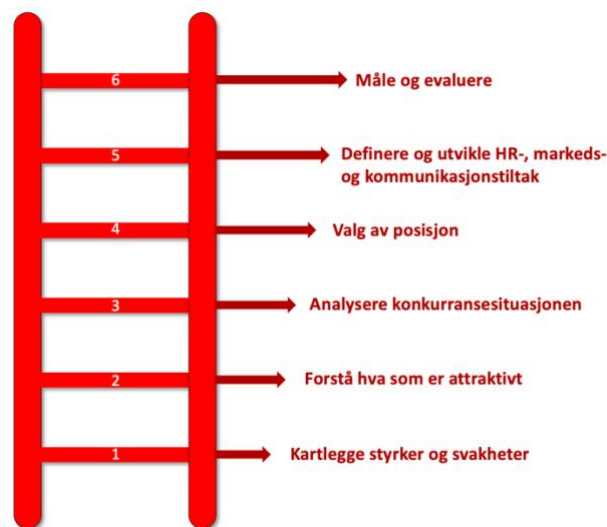 6
Måle og evaluere
5
Definere og utvikle HR-, markeds-
og kommunikasjonstiltak
4
Valg av posisjon
3
Analysere konkurransesituasjonen
2
Forstå hva som er attraktivt
1
Kartlegge styrker og svakheter